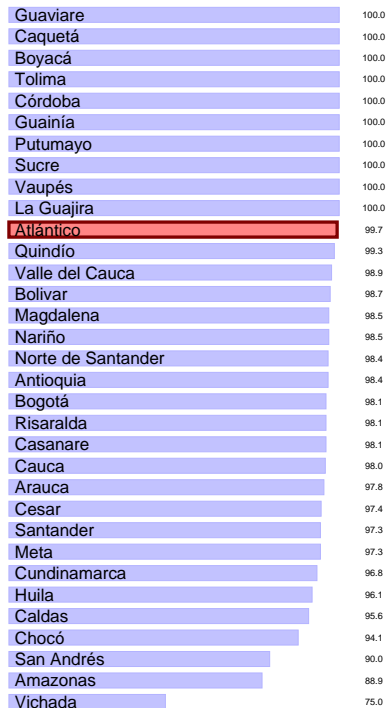 Guaviare 100.0
Caquetá 100.0
Boyacá 100.0
Tolima 100.0
Córdoba 100.0
Guainía 100.0
Putumayo 100.0
Sucre 100.0
Vaupés 100.0
La Guajira 100.0
Atlántico 99.7
Quindío 99.3
Valle del Cauca 98.9
Bolivar 98.7
Magdalena 98.5
Nariño 98.5
Norte de Santander 98.4
Antioquia 98.4
Bogotá 98.1
Risaralda 98.1
Casanare 98.1
Cauca 98.0
Arauca 97.8
Cesar 97.4
Santander 97.3
Meta 97.3
Cundinamarca 96.8
Huila 96.1
Caldas 95.6
Chocó 94.1
San Andrés 90.0
Amazonas 88.9
Vichada 75.0